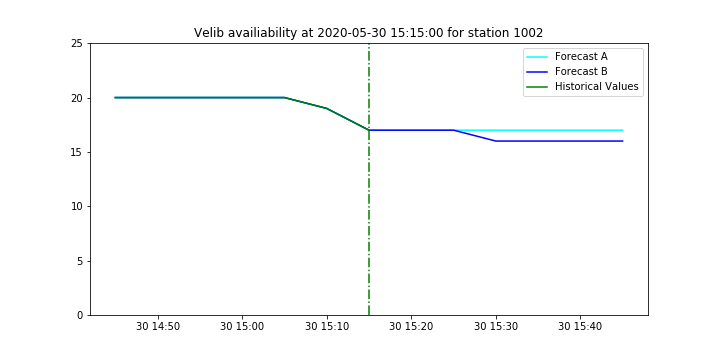 Velib availiability at 2020-05-30 15:15:00 for station 1002
25
20
15
10
5
0
Forecast A
Forecast B
Historical Values
30 14:50 30 15:00 30 15:10 30 15:20 30 15:30 30 15:40